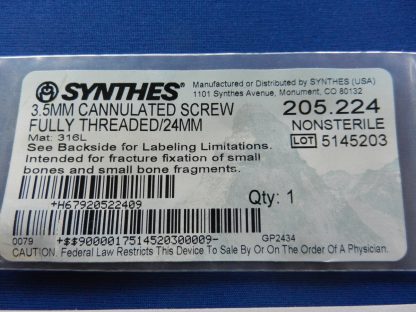 SYNTHES®
Manufactured or Distributed by SYNTHES (USA)
1101 Synthes Avenue, Monument, CO 80132
3.5MM CANNULATED SCREW
FULLY THREADED/24MM
205.224
NONSTERILE
LOT 5145203
Mat: 316L
See Backside for Labeling Limitations.
Intended for fracture fixation of small
bones and small bone fragments.
Qty: 1
+H67920522409
0079
+$$9000017514520300009-
GP2434
CAUTION: Federal Law Restricts This Device To Sale By Or On The Order Of A Physician.